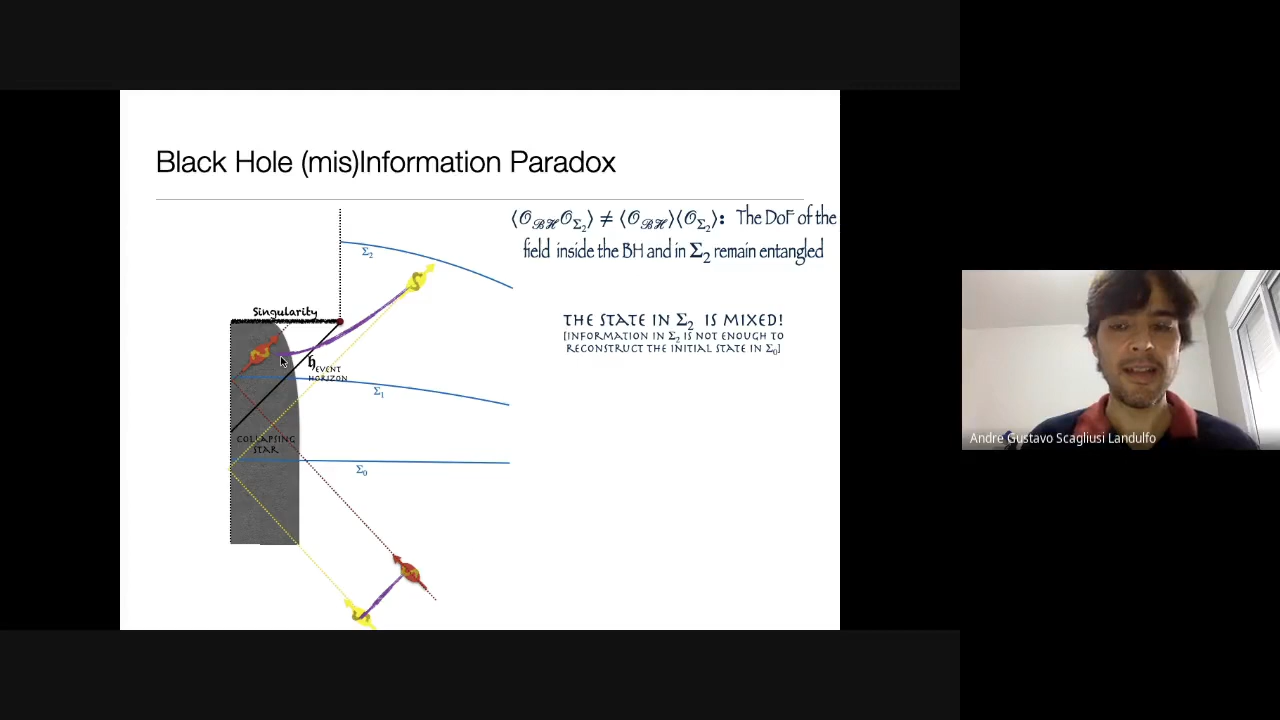 Black Hole (mis)Information Paradox
⟨𝒪_ℬℋ 𝒪_Σ₂⟩ ≠ ⟨𝒪_ℬℋ⟩⟨𝒪_Σ₂⟩: The DoF of the
field inside the BH and in Σ₂ remain entangled
Σ₂
Singularity
THE STATE IN Σ₂ IS MIXED!
[INFORMATION IN Σ₂ IS NOT ENOUGH TO
RECONSTRUCT THE INITIAL STATE IN Σ₀]
𝔥
EVENT
HORIZON
Σ₁
COLLAPSING
STAR
Σ₀
Andre Gustavo Scagliusi Landulfo